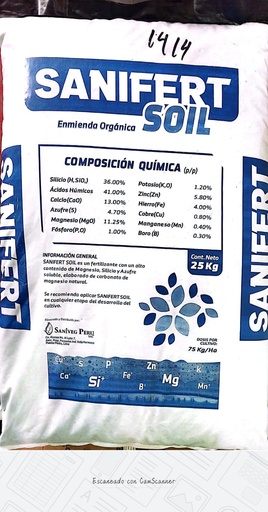 1414
SANIFERT
SOIL
Enmienda Orgánica
COMPOSICIÓN QUÍMICA (p/p)
Silicio (H₄SiO₄) 36.00%
Ácidos Húmicos 41.00%
Calcio(CaO) 13.00%
Azufre(S) 4.70%
Magnesio(MgO) 11.25%
Fósforo(P₂O) 1.00%
Potasio(K₂O) 1.20%
Zinc(Zn) 5.80%
Hierro(Fe) 4.00%
Cobre(Cu) 0.80%
Manganeso (Mn) 0.40%
Boro (B) 0.30%
INFORMACIÓN GENERAL
SANIFERT SOIL es un fertilizante con un alto
contenido de Magnesio, Silicio y Azufre
soluble, elaborado de carbonato de
magnesio natural.
Se recomienda aplicar SANIFERT SOIL
en cualquier etapa del desarrollo del
cultivo.
Cont. Neto
25 Kg
SANIVEG PERU
DOSIS POR
CULTIVO:
75 Kg/Ha
S P Zn K
Ca⁺ Si⁺ Fe⁺ B⁺ Mg Mn⁺
SANIFERT
SANIFERT
Escaneado con CamScanner